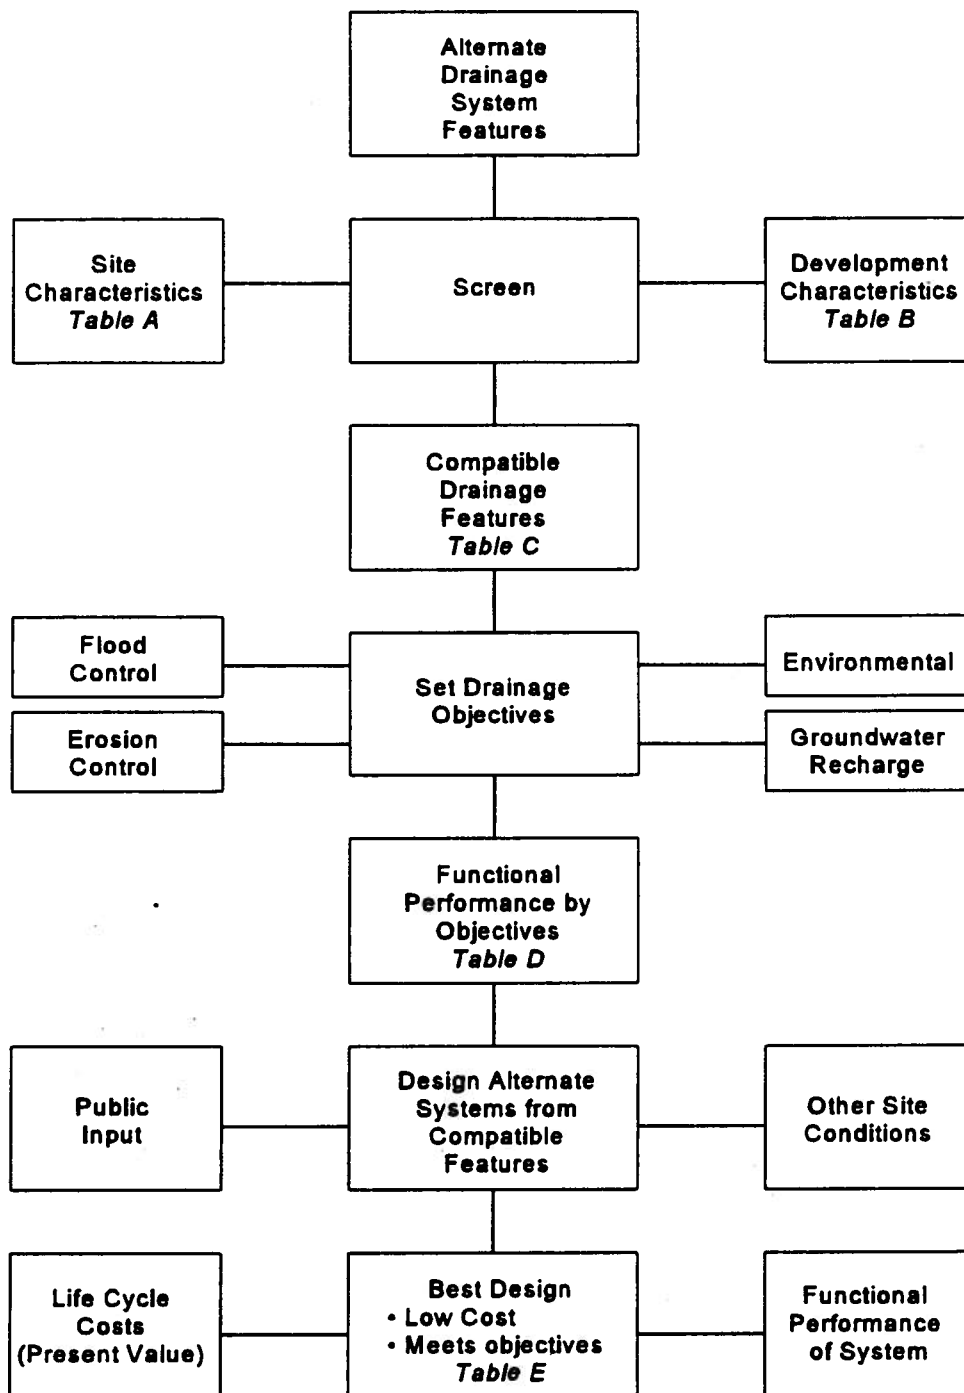 Alternate
Drainage
System
Features
Site
Characteristics
Table A
Screen
Development
Characteristics
Table B
Compatible
Drainage
Features
Table C
Flood
Control
Erosion
Control
Set Drainage
Objectives
Environmental
Groundwater
Recharge
Functional
Performance by
Objectives
Table D
Public
Input
Design Alternate
Systems from
Compatible
Features
Other Site
Conditions
Life Cycle
Costs
(Present Value)
Best Design
• Low Cost
• Meets objectives
Table E
Functional
Performance
of System